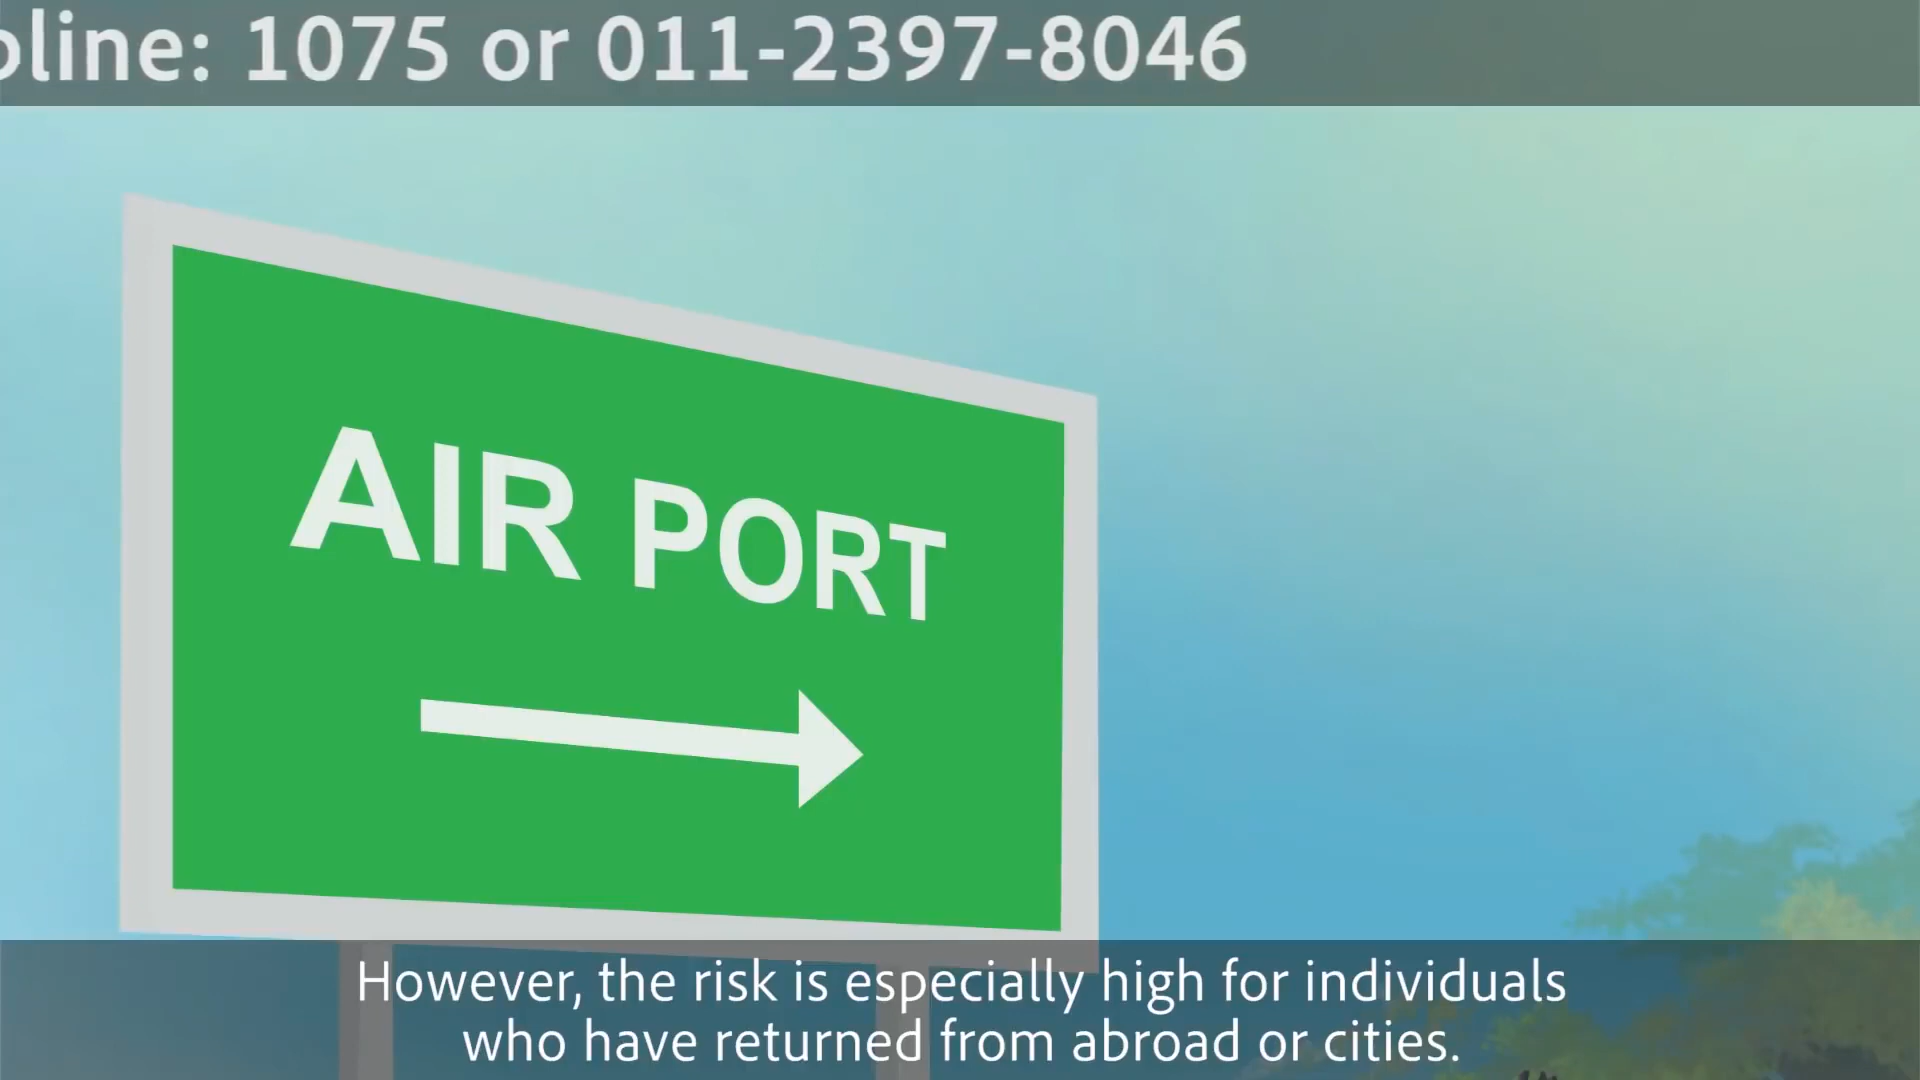 pline: 1075 or 011-2397-8046
AIR PORT
However, the risk is especially high for individuals
who have returned from abroad or cities.